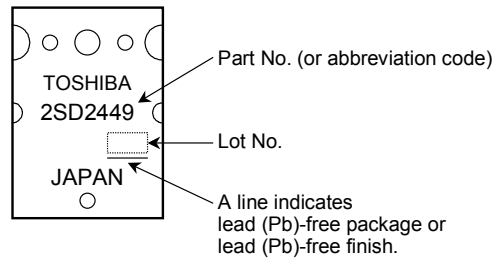 TOSHIBA
2SD2449
JAPAN
Part No. (or abbreviation code)
Lot No.
A line indicates
lead (Pb)-free package or
lead (Pb)-free finish.